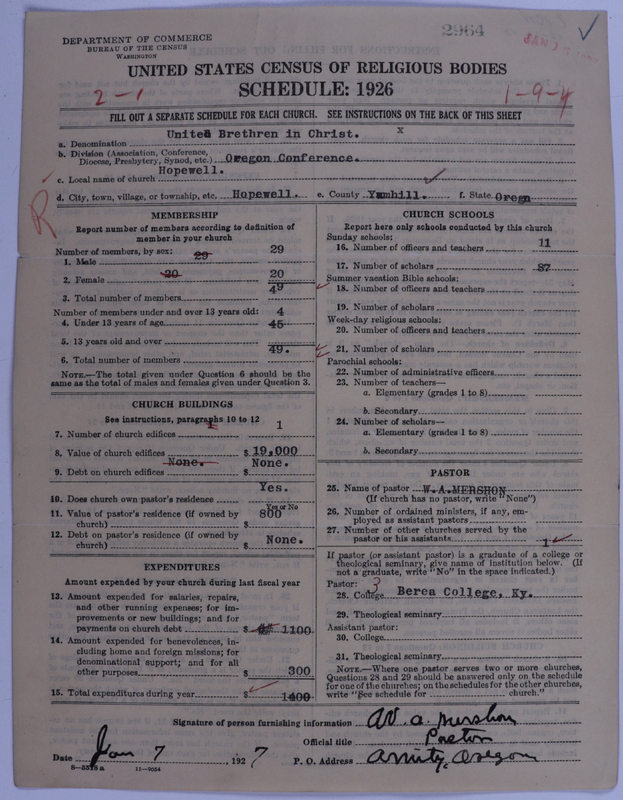 DEPARTMENT OF COMMERCE
BUREAU OF THE CENSUS
WASHINGTON
2964
UNITED STATES CENSUS OF RELIGIOUS BODIES
SCHEDULE: 1926
2-1
1-9-4
FILL OUT A SEPARATE SCHEDULE FOR EACH CHURCH. SEE INSTRUCTIONS ON THE BACK OF THIS SHEET
a. Denomination United Brethren in Christ. x
b. Division (Association, Conference,
Diocese, Presbytery, Synod, etc.) Oregon Conference.
c. Local name of church Hopewell.
d. City, town, village, or township, etc. Hopewell. e. County Yamhill. f. State Oregn
R
MEMBERSHIP
Report number of members according to definition of
member in your church
Number of members, by sex:
1. Male 29 29
2. Female 20 20
3. Total number of members 49
Number of members under and over 13 years old:
4. Under 13 years of age 4
5. 13 years old and over 45
6. Total number of members 49.
NOTE.—The total given under Question 6 should be the
same as the total of males and females given under Question 3.
CHURCH BUILDINGS
See instructions, paragraphs 10 to 12
7. Number of church edifices 1 1
8. Value of church edifices $ 19,000
9. Debt on church edifices None. $ None.
10. Does church own pastor's residence Yes.
Yes or No
11. Value of pastor's residence (if owned by
church) $ 800
12. Debt on pastor's residence (if owned by
church) $ None.
EXPENDITURES
Amount expended by your church during last fiscal year
13. Amount expended for salaries, repairs,
and other running expenses; for im-
provements or new buildings; and for
payments on church debt $ 1100
14. Amount expended for benevolences, in-
cluding home and foreign missions; for
denominational support; and for all
other purposes $ 300
15. Total expenditures during year $ 1400
CHURCH SCHOOLS
Report here only schools conducted by this church
Sunday schools:
16. Number of officers and teachers 11
17. Number of scholars 87
Summer vacation Bible schools:
18. Number of officers and teachers
19. Number of scholars
Week-day religious schools:
20. Number of officers and teachers
21. Number of scholars
Parochial schools:
22. Number of administrative officers
23. Number of teachers—
a. Elementary (grades 1 to 8)
b. Secondary
24. Number of scholars—
a. Elementary (grades 1 to 8)
b. Secondary
PASTOR
25. Name of pastor W.A.MERSHON
(If church has no pastor, write "None")
26. Number of ordained ministers, if any, em-
ployed as assistant pastors
27. Number of other churches served by the
pastor or his assistants 1
If pastor (or assistant pastor) is a graduate of a college or
theological seminary, give name of institution below. (If
not a graduate, write "No" in the space indicated.)
Pastor: 3
28. College Berea College, Ky.
29. Theological seminary
Assistant pastor:
30. College
31. Theological seminary
NOTE.—Where one pastor serves two or more churches,
Questions 28 and 29 should be answered only on the schedule
for one of the churches; on the schedules for the other churches,
write "See schedule for church."
Signature of person furnishing information W. A. Mershon
Official title Pastor
Date Jan 7, 1927 P. O. Address Amity, Oregon
8-5518a 11-9054